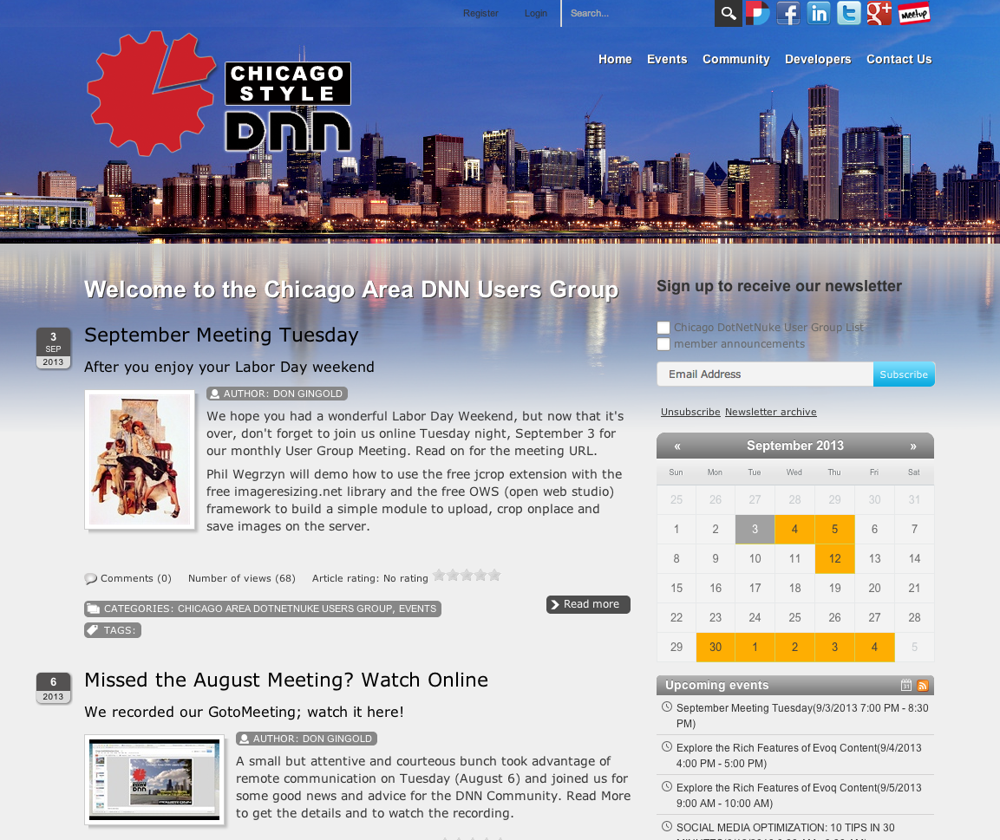 Register Login Search...
Meetup
Home Events Community Developers Contact Us
CHICAGO
STYLE
DNN
Welcome to the Chicago Area DNN Users Group
3
SEP
2013
September Meeting Tuesday
After you enjoy your Labor Day weekend
AUTHOR: DON GINGOLD
We hope you had a wonderful Labor Day Weekend, but now that it's
over, don't forget to join us online Tuesday night, September 3 for
our monthly User Group Meeting. Read on for the meeting URL.
Phil Wegrzyn will demo how to use the free jcrop extension with the
free imageresizing.net library and the free OWS (open web studio)
framework to build a simple module to upload, crop onplace and
save images on the server.
Comments (0) Number of views (68) Article rating: No rating
Read more
CATEGORIES: CHICAGO AREA DOTNETNUKE USERS GROUP, EVENTS
TAGS:
6
2013
Missed the August Meeting? Watch Online
We recorded our GotoMeeting; watch it here!
AUTHOR: DON GINGOLD
A small but attentive and courteous bunch took advantage of
remote communication on Tuesday (August 6) and joined us for
some good news and advice for the DNN Community. Read More
to get the details and to watch the recording.
Sign up to receive our newsletter
Chicago DotNetNuke User Group List
member announcements
Email Address Subscribe
Unsubscribe Newsletter archive
« September 2013 »
Sun Mon Tue Wed Thu Fri Sat
25 26 27 28 29 30 31
1 2 3 4 5 6 7
8 9 10 11 12 13 14
15 16 17 18 19 20 21
22 23 24 25 26 27 28
29 30 1 2 3 4 5
Upcoming events
September Meeting Tuesday(9/3/2013 7:00 PM - 8:30
PM)
Explore the Rich Features of Evoq Content(9/4/2013
4:00 PM - 5:00 PM)
Explore the Rich Features of Evoq Content(9/5/2013
9:00 AM - 10:00 AM)
SOCIAL MEDIA OPTIMIZATION: 10 TIPS IN 30